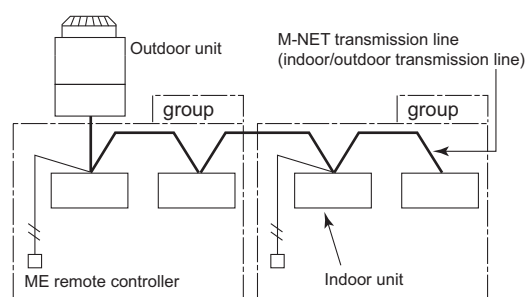 Outdoor unit
M-NET transmission line
(indoor/outdoor transmission line)
group
group
ME remote controller
Indoor unit